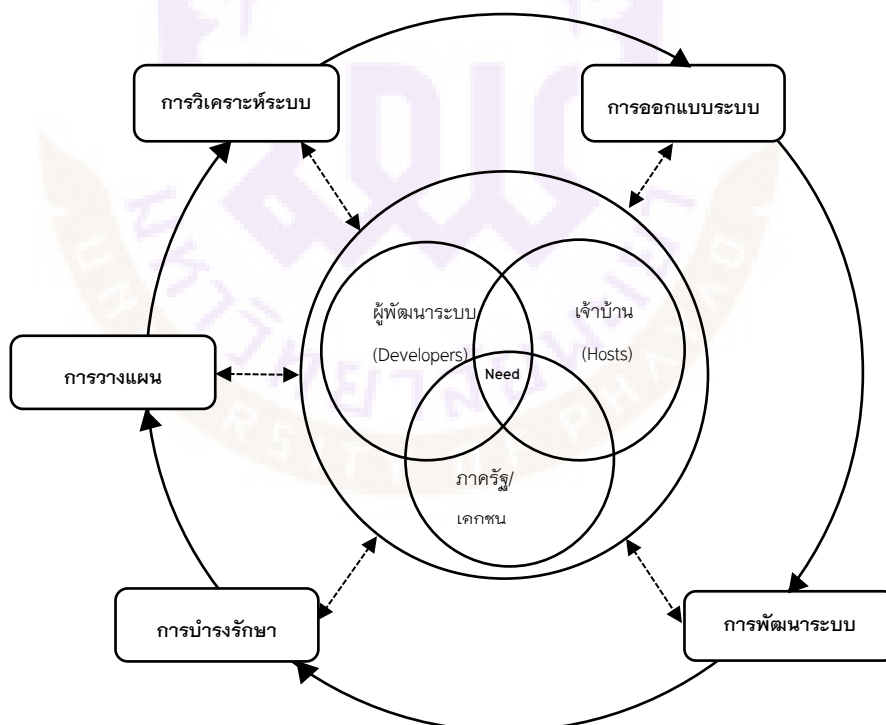 การวิเคราะห์ระบบ
การออกแบบระบบ
ผู้พัฒนาระบบ
(Developers)
เจ้าบ้าน
(Hosts)
Need
การวางแผน
ภาครัฐ/
เคกชน
การบำรงรักษา
การพัฒนาระบบ